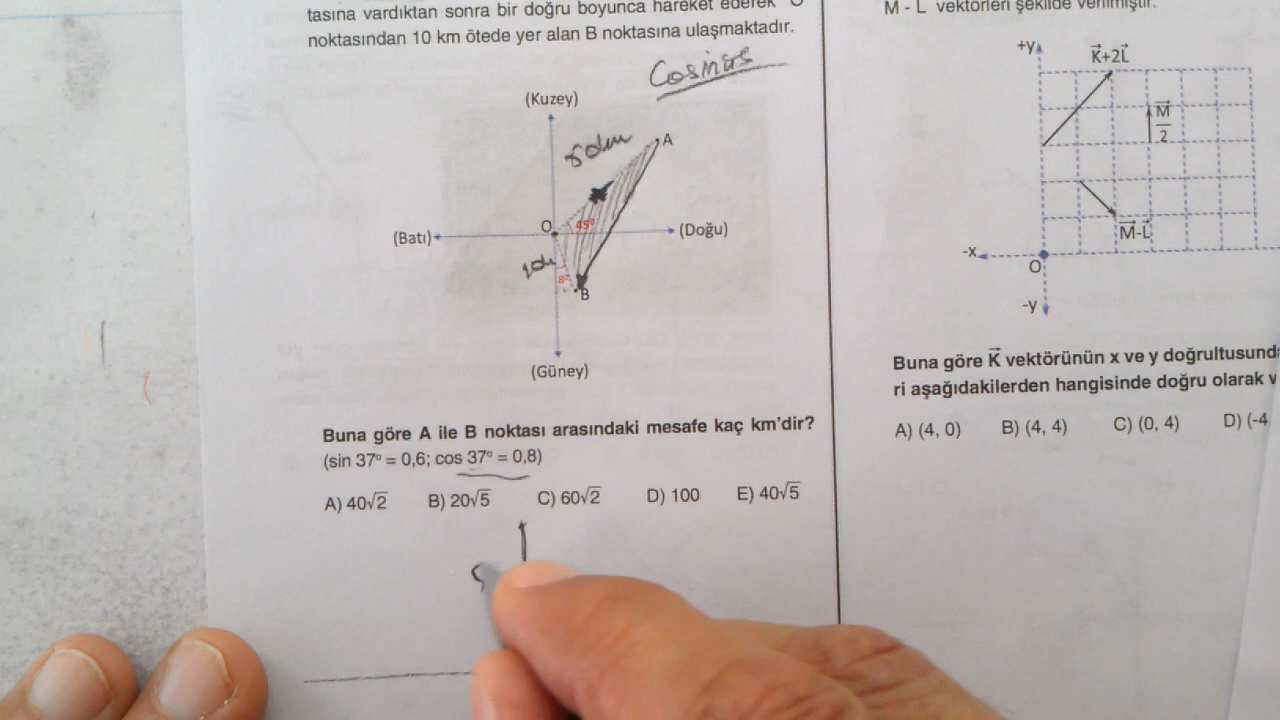 tasına vardıktan sonra bir doğru boyunca hareket ederek O
noktasından 10 km ötede yer alan B noktasına ulaşmaktadır.
Cosinüs
(Kuzey)
A
O
45°
(Batı)
(Doğu)
8°
B
(Güney)
Buna göre A ile B noktası arasındaki mesafe kaç km'dir?
(sin 37° = 0,6; cos 37° = 0,8)
A) 40√2 B) 20√5 C) 60√2 D) 100 E) 40√5
M - L vektörleri şekilde verilmiştir.
+y
K⃗+2L⃗
M⃗
2
M⃗-L⃗
-x
O
-y
Buna göre K⃗ vektörünün x ve y doğrultusund
ri aşağıdakilerden hangisinde doğru olarak v
A) (4, 0) B) (4, 4) C) (0, 4) D) (-4